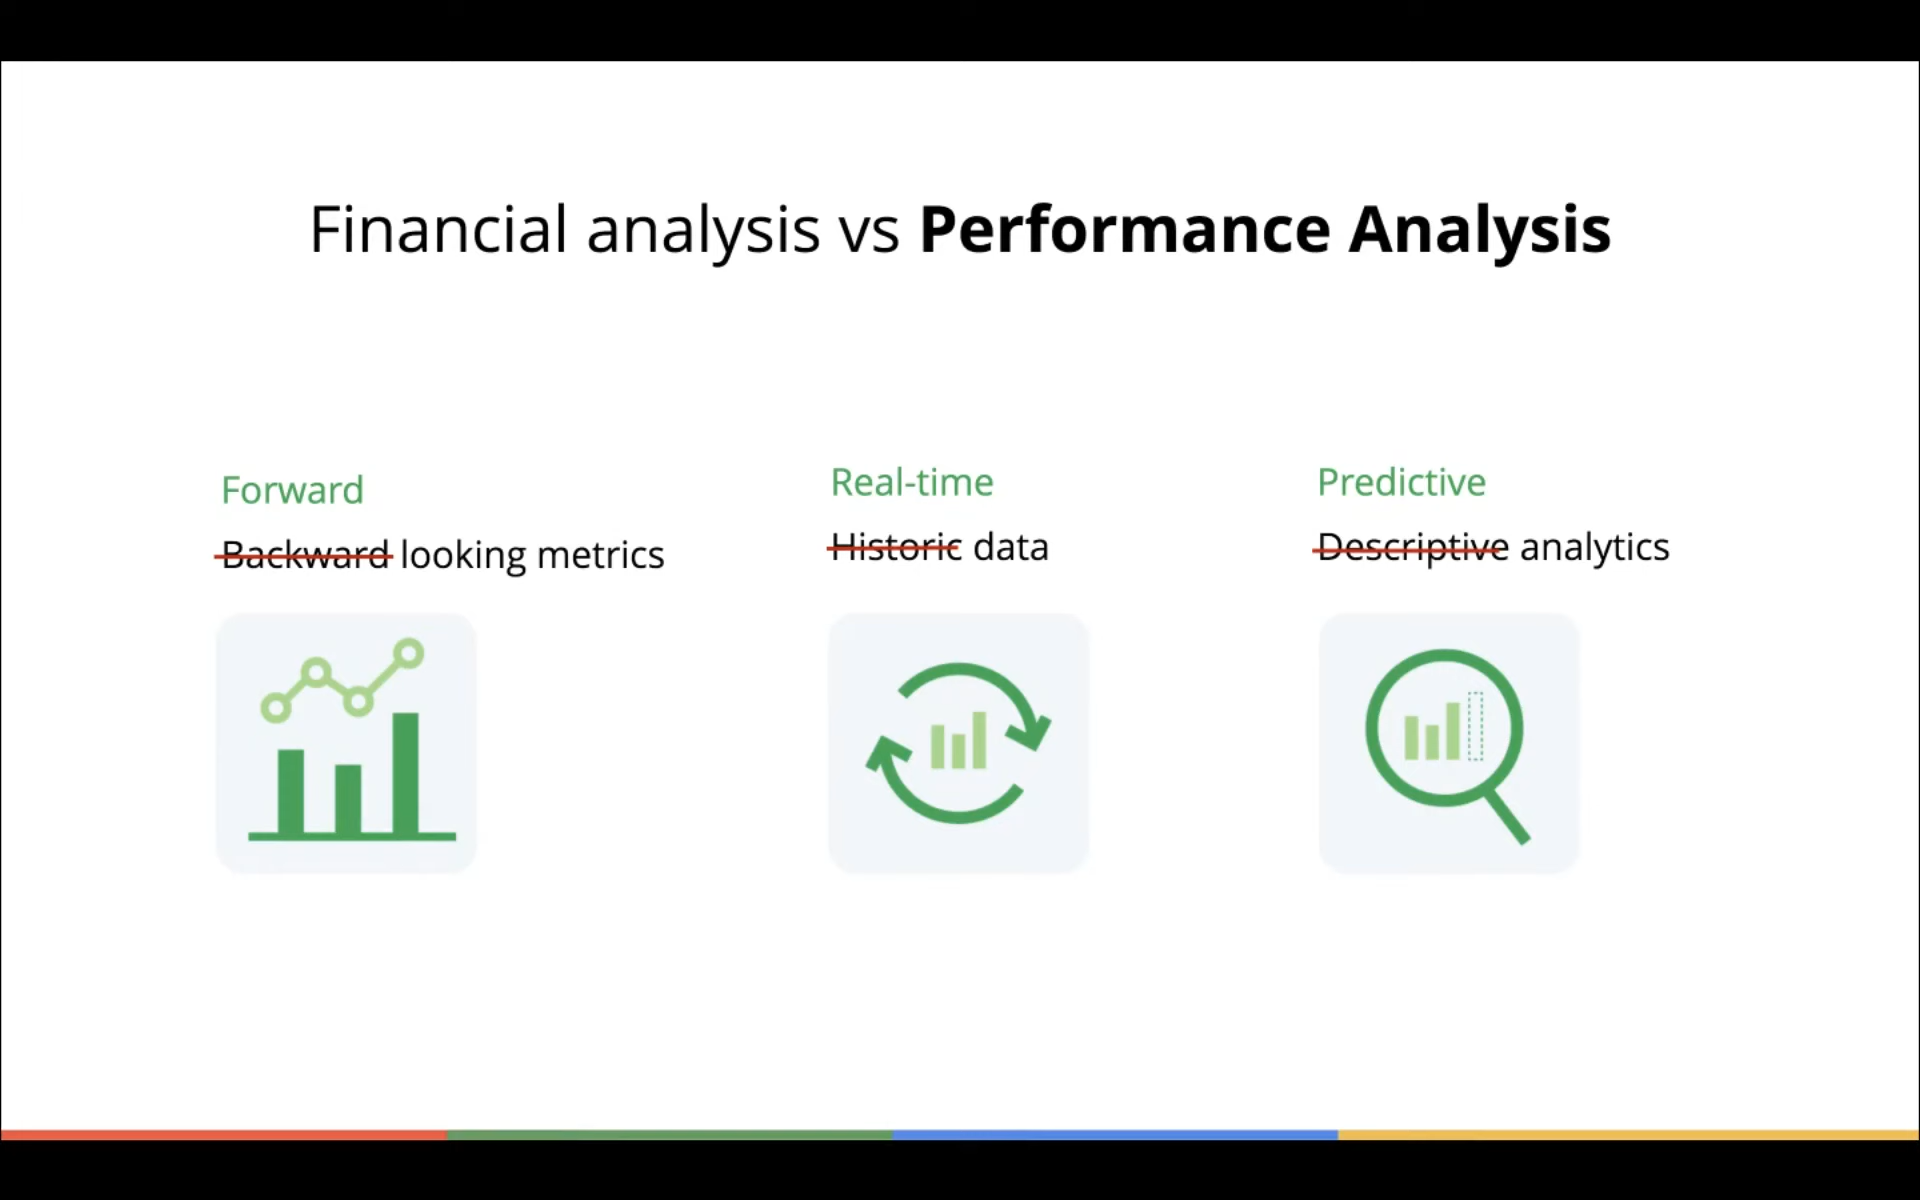 Financial analysis vs Performance Analysis
Forward
Backward looking metrics
Real-time
Historic data
Predictive
Descriptive analytics